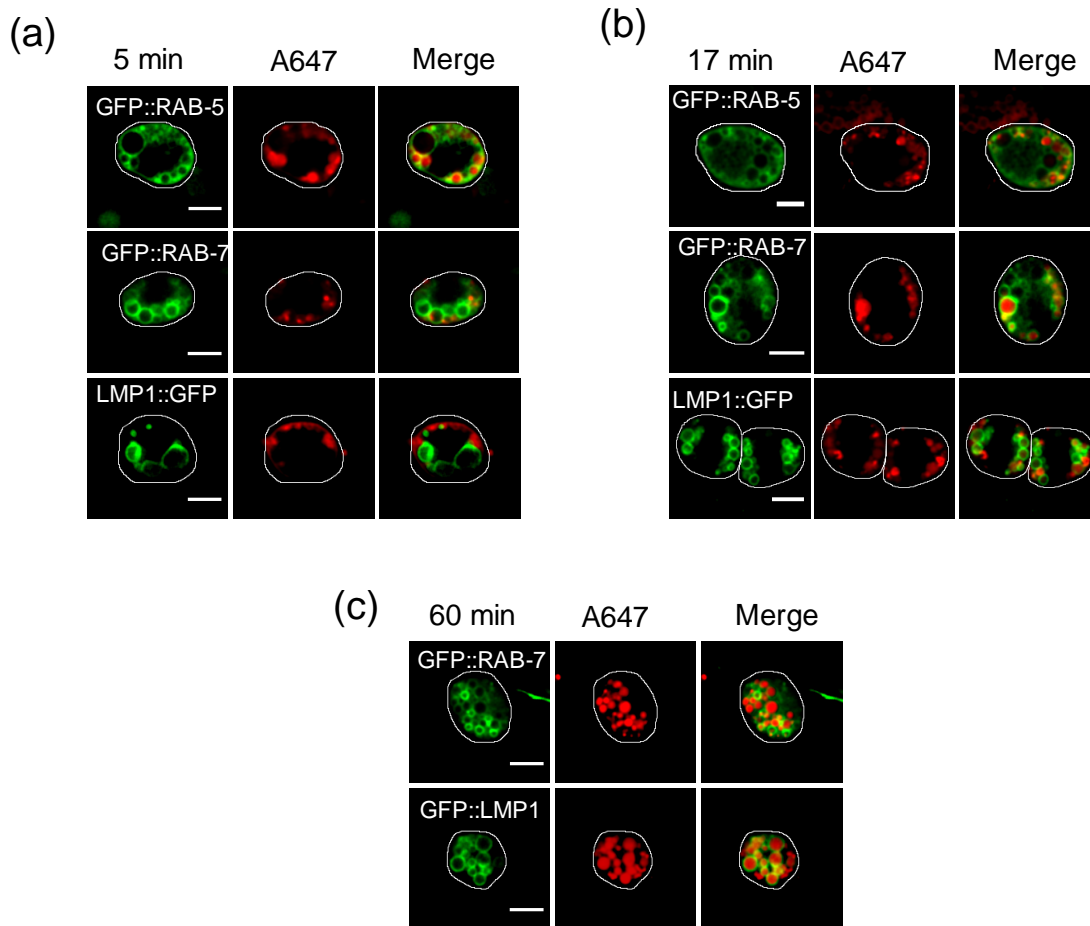 (a)
5 min A647 Merge
GFP::RAB-5
GFP::RAB-7
LMP1::GFP
(b)
17 min A647 Merge
GFP::RAB-5
GFP::RAB-7
LMP1::GFP
(c)
60 min A647 Merge
GFP::RAB-7
GFP::LMP1